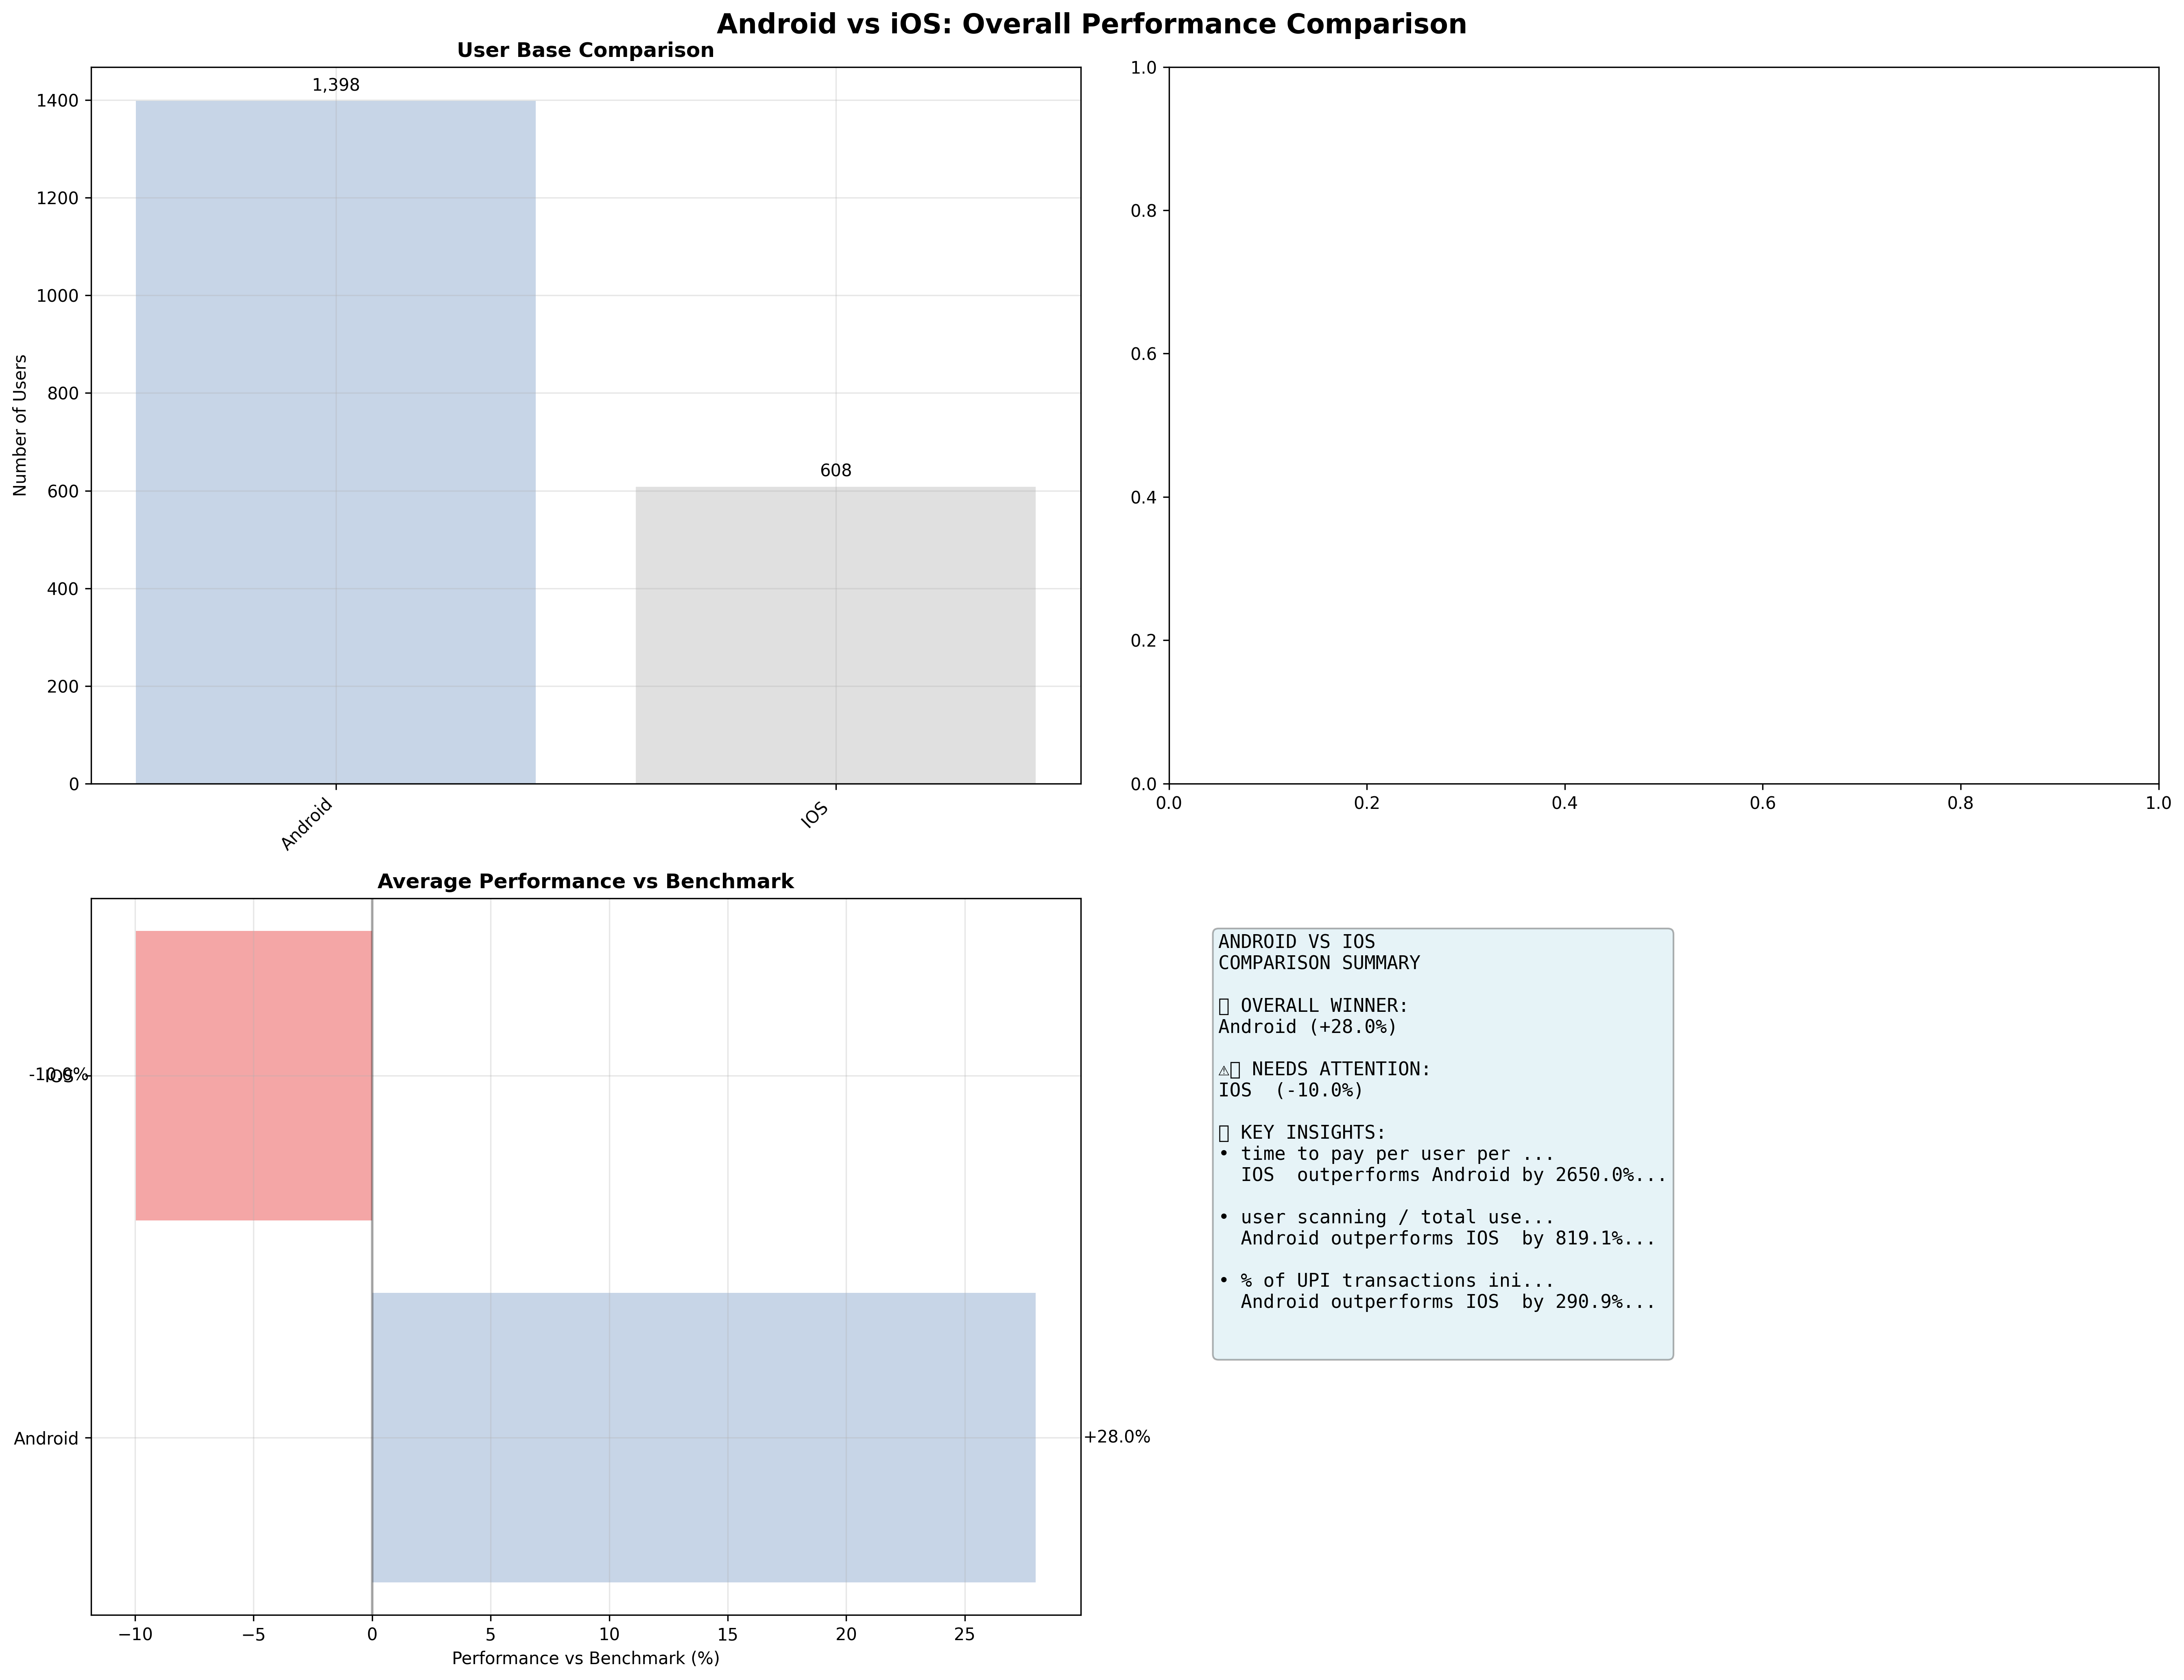 Android vs iOS: Overall Performance Comparison
User Base Comparison
1,398
608
1400
1200
1000
800
600
400
200
0
Number of Users
Android
IOS
1.0
0.8
0.6
0.4
0.2
0.0
0.0 0.2 0.4 0.6 0.8 1.0
Average Performance vs Benchmark
IOS
-10.0%
Android
+28.0%
−10 −5 0 5 10 15 20 25
Performance vs Benchmark (%)
ANDROID VS IOS
COMPARISON SUMMARY
OVERALL WINNER:
Android (+28.0%)
⚠ NEEDS ATTENTION:
IOS  (-10.0%)
KEY INSIGHTS:
• time to pay per user per ...
IOS  outperforms Android by 2650.0%...
• user scanning / total use...
Android outperforms IOS  by 819.1%...
• % of UPI transactions ini...
Android outperforms IOS  by 290.9%...